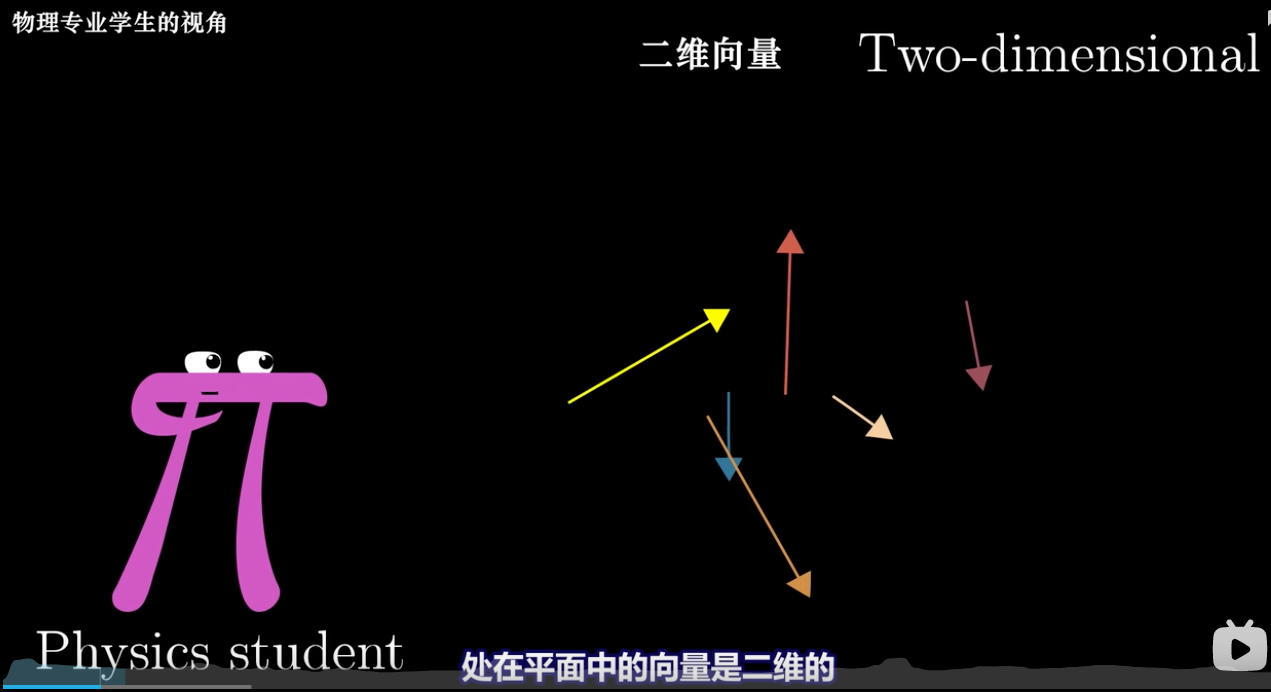 物理专业学生的视角
二维向量
Two-dimensional
Physics student
处在平面中的向量是二维的